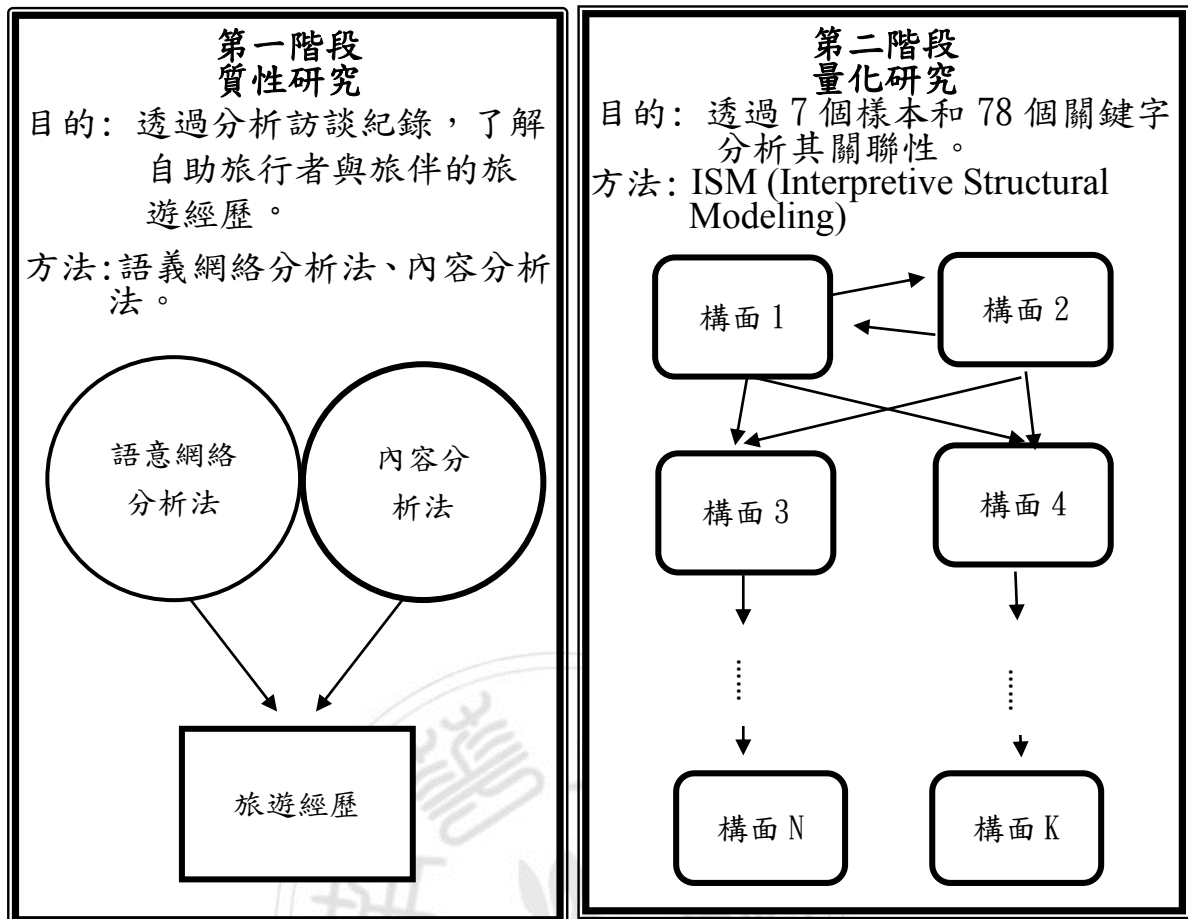 第一階段
質性研究
目的: 透過分析訪談紀錄，了解
自助旅行者與旅伴的旅
遊經歷。
方法:語義網絡分析法、內容分析
法。
語意網絡
分析法
內容分
析法
旅遊經歷
第二階段
量化研究
目的: 透過 7 個樣本和 78 個關鍵字
分析其關聯性。
方法: ISM (Interpretive Structural
Modeling)
構面 1
構面 2
構面 3
構面 4
......
......
構面 N
構面 K